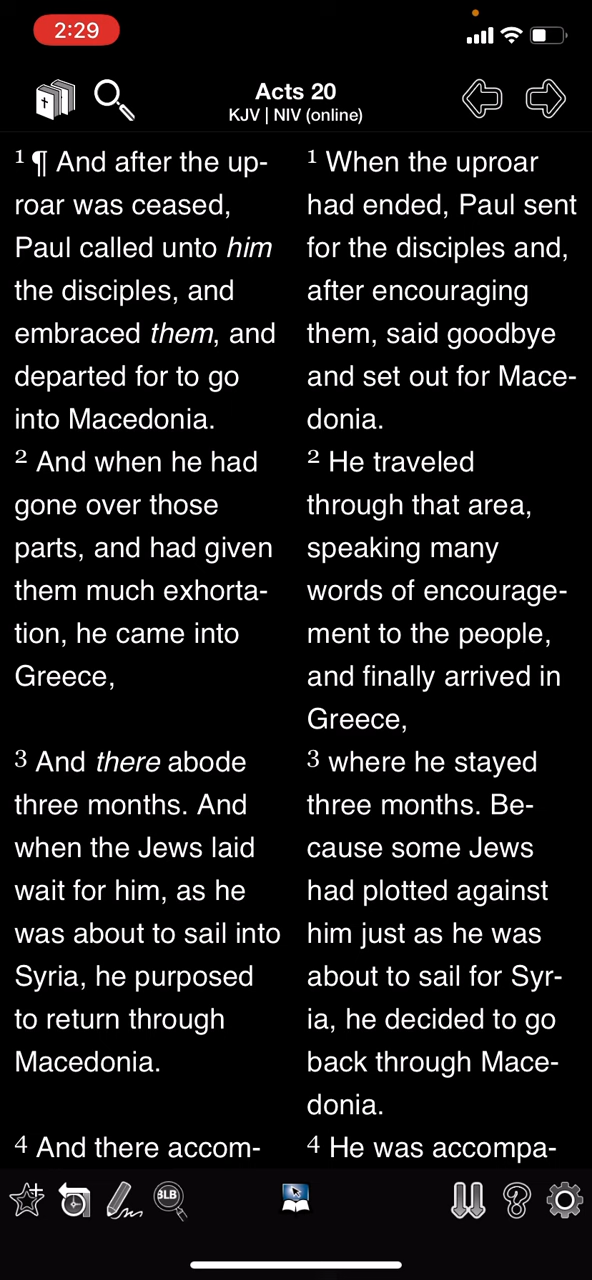 2:29
Acts 20
KJV | NIV (online)
1 ¶ And after the up-
roar was ceased,
Paul called unto him
the disciples, and
embraced them, and
departed for to go
into Macedonia.
2 And when he had
gone over those
parts, and had given
them much exhorta-
tion, he came into
Greece,
3 And there abode
three months. And
when the Jews laid
wait for him, as he
was about to sail into
Syria, he purposed
to return through
Macedonia.
4 And there accom-
1 When the uproar
had ended, Paul sent
for the disciples and,
after encouraging
them, said goodbye
and set out for Mace-
donia.
2 He traveled
through that area,
speaking many
words of encourage-
ment to the people,
and finally arrived in
Greece,
3 where he stayed
three months. Be-
cause some Jews
had plotted against
him just as he was
about to sail for Syr-
ia, he decided to go
back through Mace-
donia.
4 He was accompa-
BLB